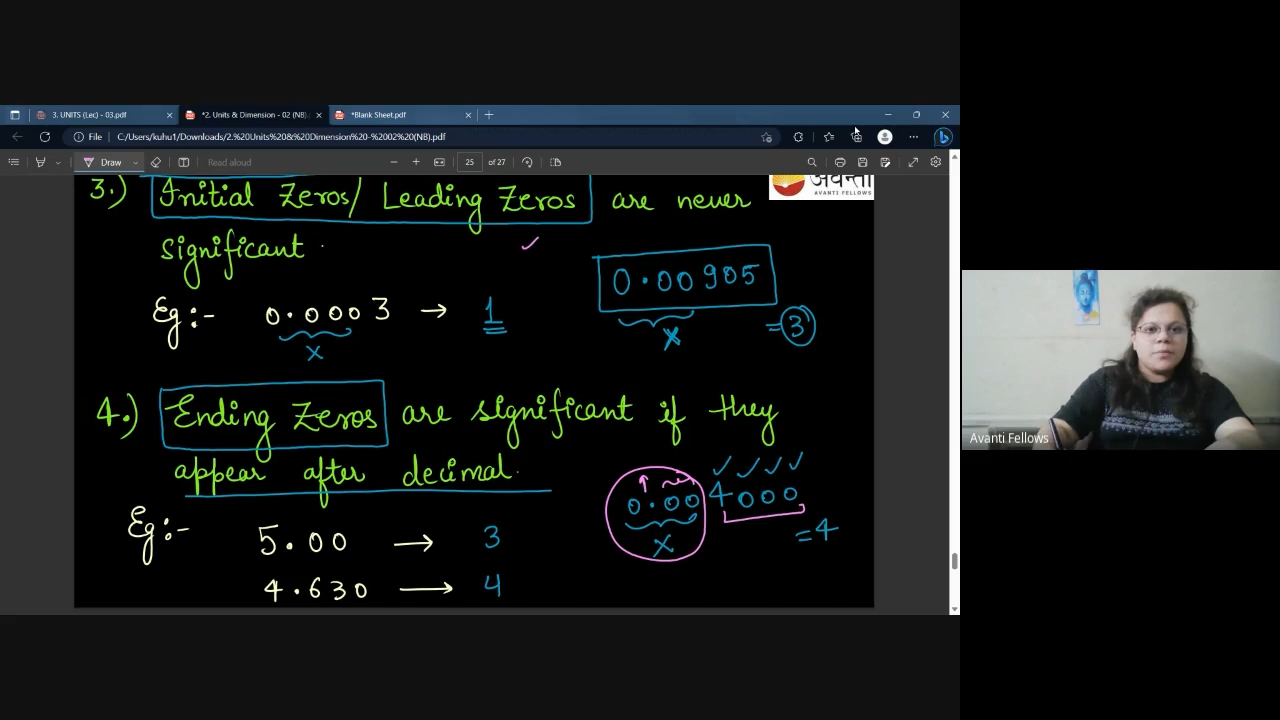 3. UNITS (Lec) - 03.pdf
*2. Units & Dimension - 02 (NB).
*Blank Sheet.pdf
File
C:/Users/kuhu1/Downloads/2.%20Units%20&%20Dimension%20-%2002%20(NB).pdf
Draw
Read aloud
25 of 27
3.) Initial Zeros/ Leading Zeros are never
अवन्ती
AVANTI FELLOWS
significant
0.00905
Eg:- 0.0003 → 1
x
x
=3
4.) Ending Zeros are significant if they
appear after decimal.
0.004000
x
=4
Eg:- 5.00 → 3
4.630 → 4
Avanti Fellows